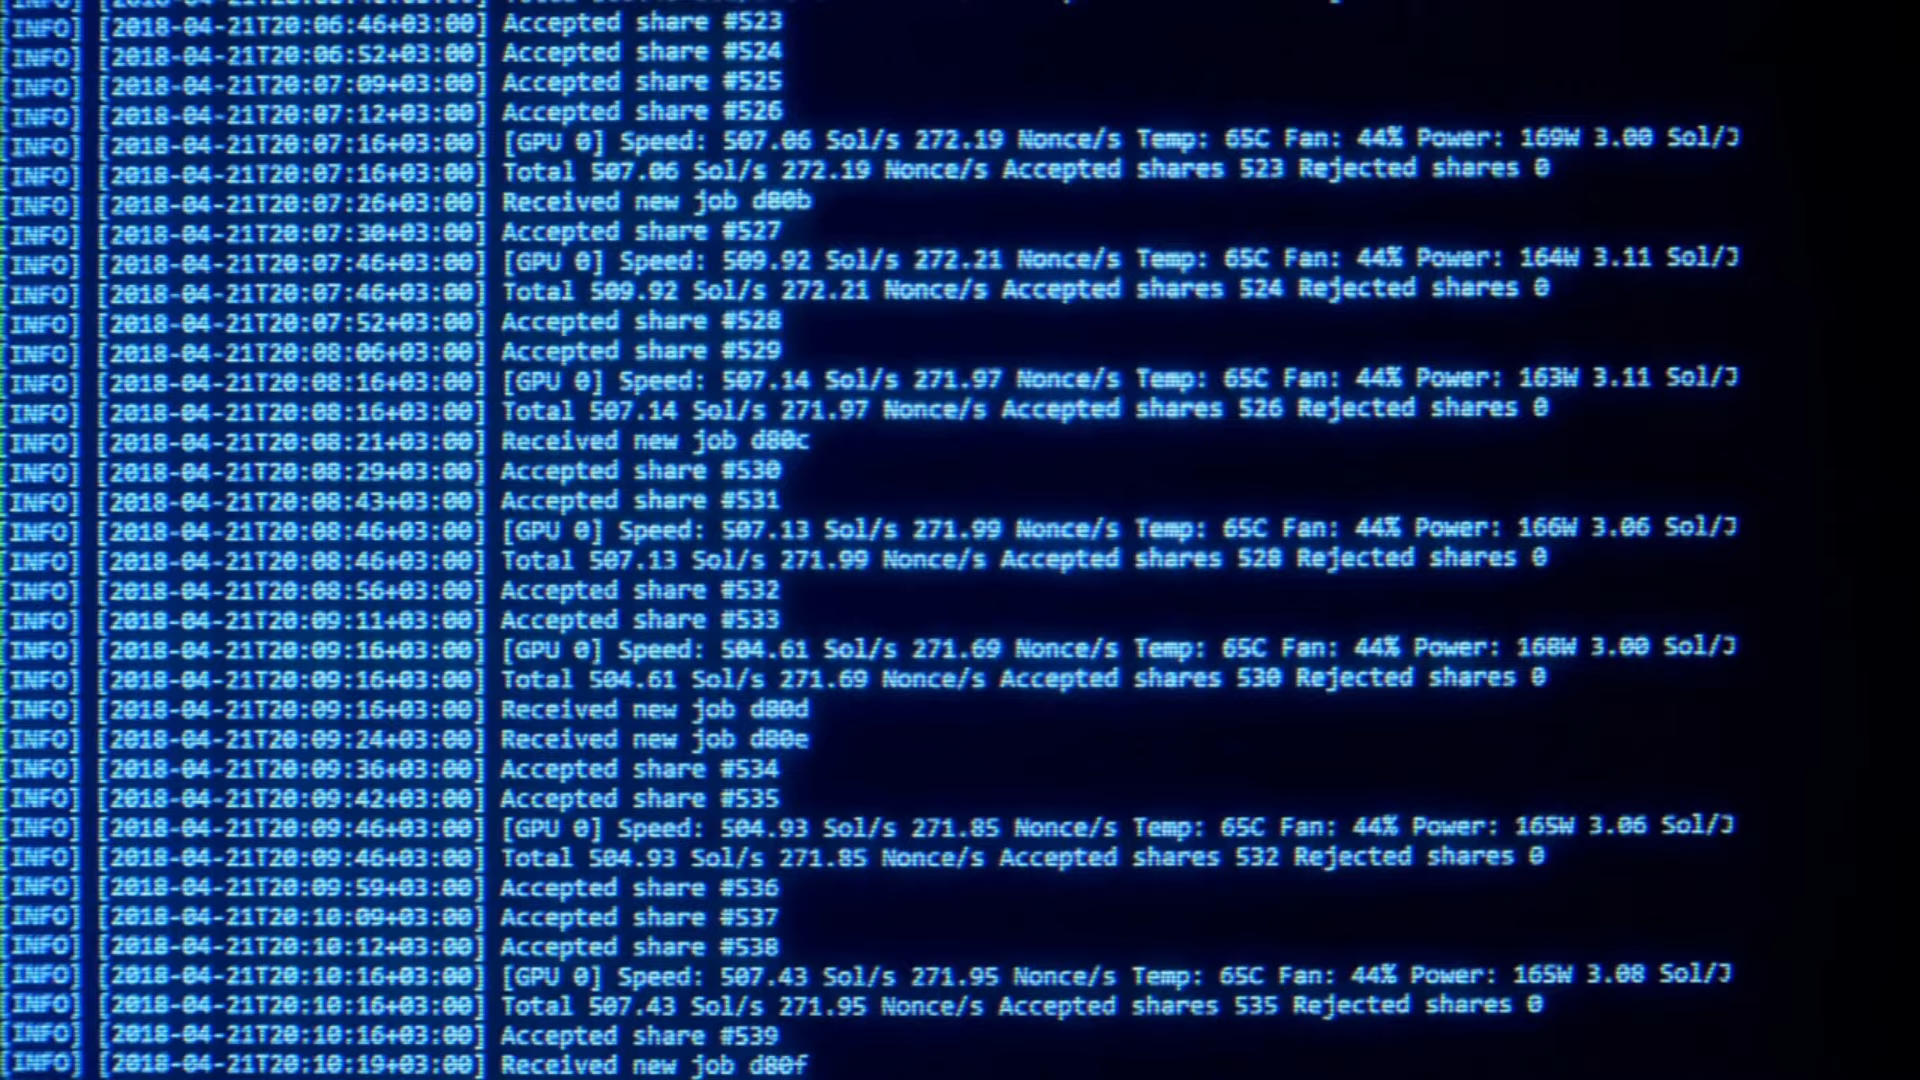 [INFO] [2018-04-21T20:06:46+03:00] Accepted share #523
[INFO] [2018-04-21T20:06:52+03:00] Accepted share #524
[INFO] [2018-04-21T20:07:09+03:00] Accepted share #525
[INFO] [2018-04-21T20:07:12+03:00] Accepted share #526
[INFO] [2018-04-21T20:07:16+03:00] [GPU 0] Speed: 507.06 Sol/s 272.19 Nonce/s Temp: 65C Fan: 44% Power: 169W 3.00 Sol/J
[INFO] [2018-04-21T20:07:16+03:00] Total 507.06 Sol/s 272.19 Nonce/s Accepted shares 523 Rejected shares 0
[INFO] [2018-04-21T20:07:26+03:00] Received new job d80b
[INFO] [2018-04-21T20:07:30+03:00] Accepted share #527
[INFO] [2018-04-21T20:07:46+03:00] [GPU 0] Speed: 509.92 Sol/s 272.21 Nonce/s Temp: 65C Fan: 44% Power: 164W 3.11 Sol/J
[INFO] [2018-04-21T20:07:46+03:00] Total 509.92 Sol/s 272.21 Nonce/s Accepted shares 524 Rejected shares 0
[INFO] [2018-04-21T20:07:52+03:00] Accepted share #528
[INFO] [2018-04-21T20:08:06+03:00] Accepted share #529
[INFO] [2018-04-21T20:08:16+03:00] [GPU 0] Speed: 507.14 Sol/s 271.97 Nonce/s Temp: 65C Fan: 44% Power: 163W 3.11 Sol/J
[INFO] [2018-04-21T20:08:16+03:00] Total 507.14 Sol/s 271.97 Nonce/s Accepted shares 526 Rejected shares 0
[INFO] [2018-04-21T20:08:21+03:00] Received new job d80c
[INFO] [2018-04-21T20:08:29+03:00] Accepted share #530
[INFO] [2018-04-21T20:08:43+03:00] Accepted share #531
[INFO] [2018-04-21T20:08:46+03:00] [GPU 0] Speed: 507.13 Sol/s 271.99 Nonce/s Temp: 65C Fan: 44% Power: 166W 3.06 Sol/J
[INFO] [2018-04-21T20:08:46+03:00] Total 507.13 Sol/s 271.99 Nonce/s Accepted shares 528 Rejected shares 0
[INFO] [2018-04-21T20:08:56+03:00] Accepted share #532
[INFO] [2018-04-21T20:09:11+03:00] Accepted share #533
[INFO] [2018-04-21T20:09:16+03:00] [GPU 0] Speed: 504.61 Sol/s 271.69 Nonce/s Temp: 65C Fan: 44% Power: 168W 3.00 Sol/J
[INFO] [2018-04-21T20:09:16+03:00] Total 504.61 Sol/s 271.69 Nonce/s Accepted shares 530 Rejected shares 0
[INFO] [2018-04-21T20:09:16+03:00] Received new job d80d
[INFO] [2018-04-21T20:09:24+03:00] Received new job d80e
[INFO] [2018-04-21T20:09:36+03:00] Accepted share #534
[INFO] [2018-04-21T20:09:42+03:00] Accepted share #535
[INFO] [2018-04-21T20:09:46+03:00] [GPU 0] Speed: 504.93 Sol/s 271.85 Nonce/s Temp: 65C Fan: 44% Power: 165W 3.06 Sol/J
[INFO] [2018-04-21T20:09:46+03:00] Total 504.93 Sol/s 271.85 Nonce/s Accepted shares 532 Rejected shares 0
[INFO] [2018-04-21T20:09:59+03:00] Accepted share #536
[INFO] [2018-04-21T20:10:09+03:00] Accepted share #537
[INFO] [2018-04-21T20:10:12+03:00] Accepted share #538
[INFO] [2018-04-21T20:10:16+03:00] [GPU 0] Speed: 507.43 Sol/s 271.95 Nonce/s Temp: 65C Fan: 44% Power: 165W 3.08 Sol/J
[INFO] [2018-04-21T20:10:16+03:00] Total 507.43 Sol/s 271.95 Nonce/s Accepted shares 535 Rejected shares 0
[INFO] [2018-04-21T20:10:16+03:00] Accepted share #539
[INFO] [2018-04-21T20:10:19+03:00] Received new job d80f